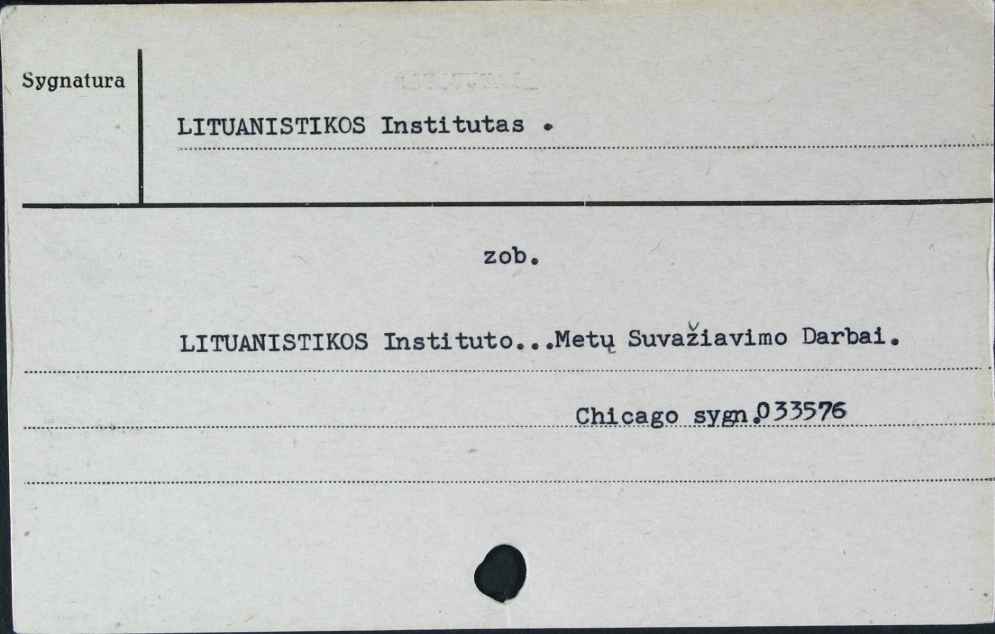 Sygnatura
LITUANISTIKOS Institutas .
zob.
LITUANISTIKOS Instituto...Metų Suvažiavimo Darbai.
Chicago sygn.033576